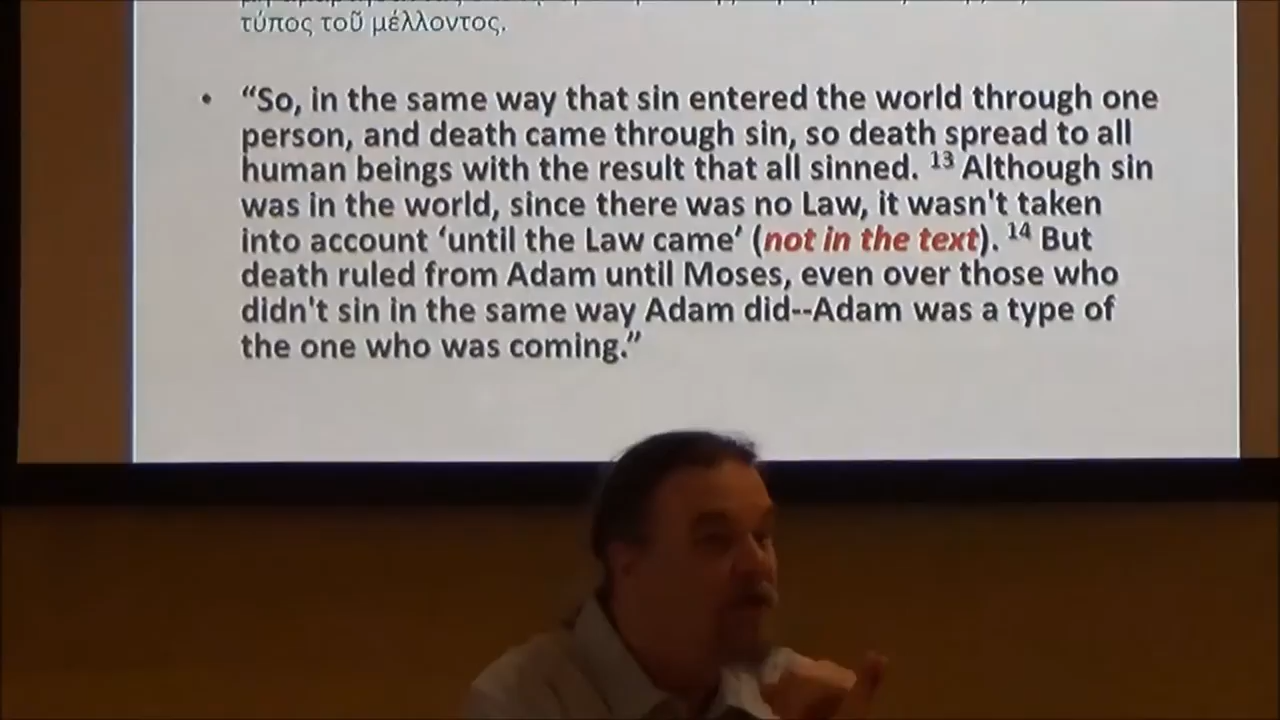 τύπος τοῦ μέλλοντος.
• “So, in the same way that sin entered the world through one
person, and death came through sin, so death spread to all
human beings with the result that all sinned. ¹³ Although sin
was in the world, since there was no Law, it wasn't taken
into account ‘until the Law came’ (not in the text). ¹⁴ But
death ruled from Adam until Moses, even over those who
didn't sin in the same way Adam did--Adam was a type of
the one who was coming.”